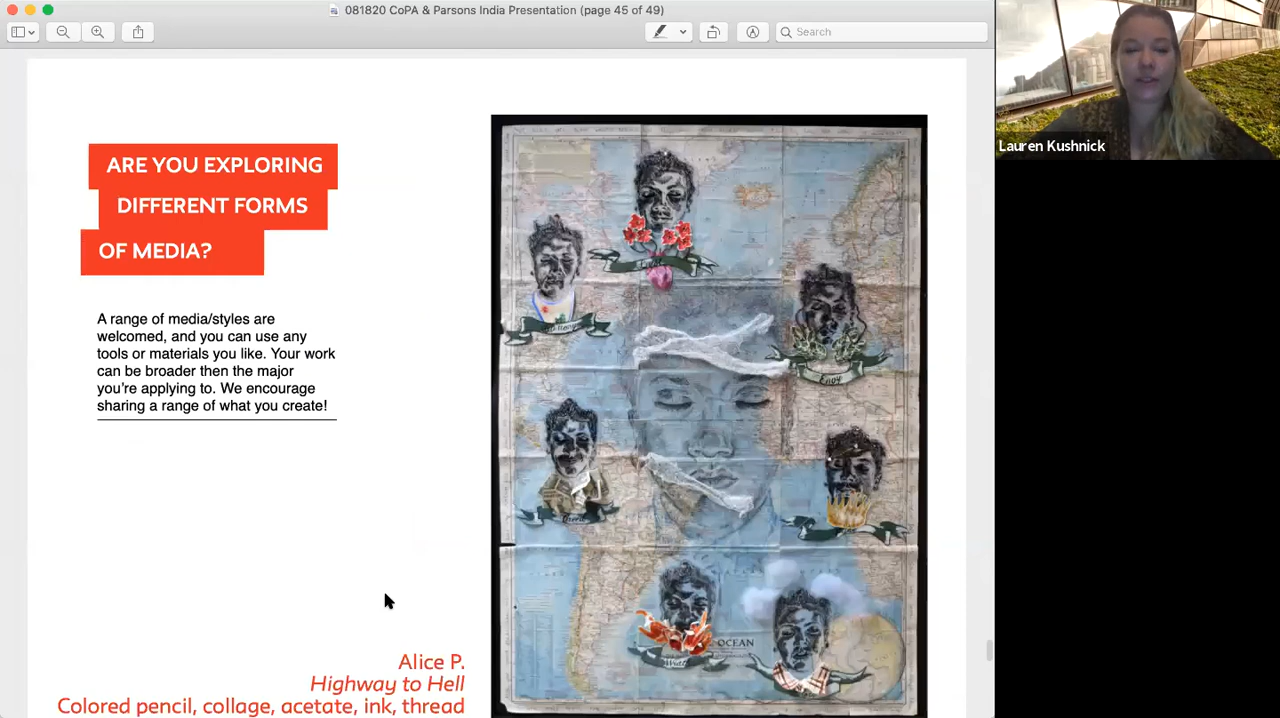 081820 CoPA & Parsons India Presentation (page 45 of 49)
Search
Lauren Kushnick
ARE YOU EXPLORING
DIFFERENT FORMS
OF MEDIA?
A range of media/styles are
welcomed, and you can use any
tools or materials you like. Your work
can be broader then the major
you're applying to. We encourage
sharing a range of what you create!
Envy
OCEAN
Alice P.
Highway to Hell
Colored pencil, collage, acetate, ink, thread